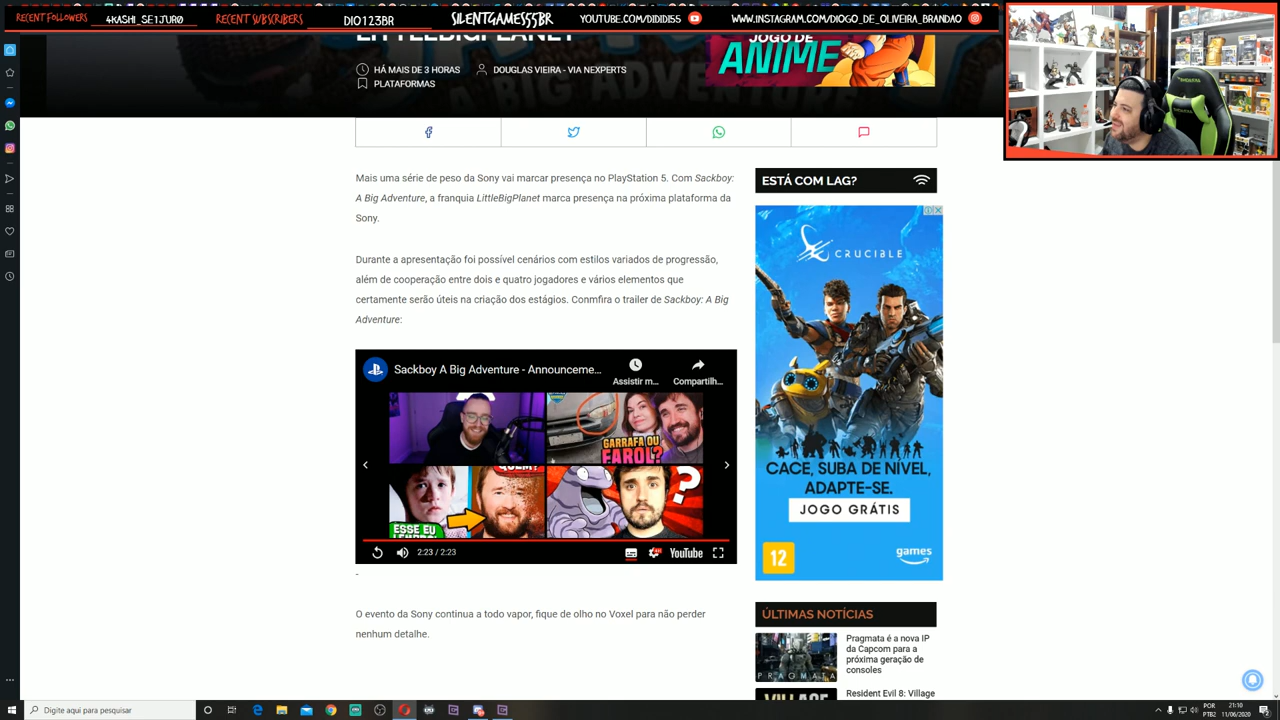 RECENT FOLLOWERS 4KASHI_SE1JUR0 RECENT SUBSCRIBERS DIO123BR SILENTGAMES55BR YOUTUBE.COM/DIDIDI55 WWW.INSTAGRAM.COM/DIOGO_DE_OLIVEIRA_BRANDAO
LITTLEBIGPLANET
HÁ MAIS DE 3 HORAS DOUGLAS VIEIRA - VIA NEXPERTS
PLATAFORMAS
JOGO DE
ANIME
Mais uma série de peso da Sony vai marcar presença no PlayStation 5. Com Sackboy:
A Big Adventure, a franquia LittleBigPlanet marca presença na próxima plataforma da
Sony.
Durante a apresentação foi possível cenários com estilos variados de progressão,
além de cooperação entre dois e quatro jogadores e vários elementos que
certamente serão úteis na criação dos estágios. Conmfira o trailer de Sackboy: A Big
Adventure:
Sackboy A Big Adventure - Announceme...
Assistir m... Compartilh...
GARRAFA OU
FAROL?
QUEM?
ESSE EU
LEMBRO!
?
2:23 / 2:23
YouTube
-
O evento da Sony continua a todo vapor, fique de olho no Voxel para não perder
nenhum detalhe.
ESTÁ COM LAG?
CRUCIBLE
CACE, SUBA DE NÍVEL,
ADAPTE-SE.
JOGO GRÁTIS
12
games
ÚLTIMAS NOTÍCIAS
PRAGMATA
Pragmata é a nova IP
da Capcom para a
próxima geração de
consoles
VILLAGE
Resident Evil 8: Village
Digite aqui para pesquisar
POR
PTB2
21:10
11/06/2020